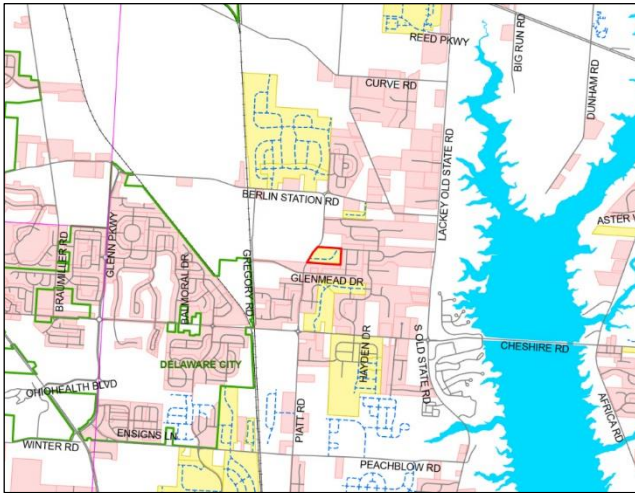 BIG RUN RD
REED PKWY
DUNHAM RD
CURVE RD
LACKEY OLD STATE RD
BERLIN STATION RD
ASTER W
BRAUMILLER RD
GLENN PKWY
BALMORAL DR
GREGORY RD
GLENMEAD DR
S OLD STATE RD
CHESHIRE RD
HAYDEN DR
DELAWARE CITY
OHIOHEALTH BLVD
PIATT RD
AFRICA RD
ENSIGNS LN
WINTER RD
PEACHBLOW RD